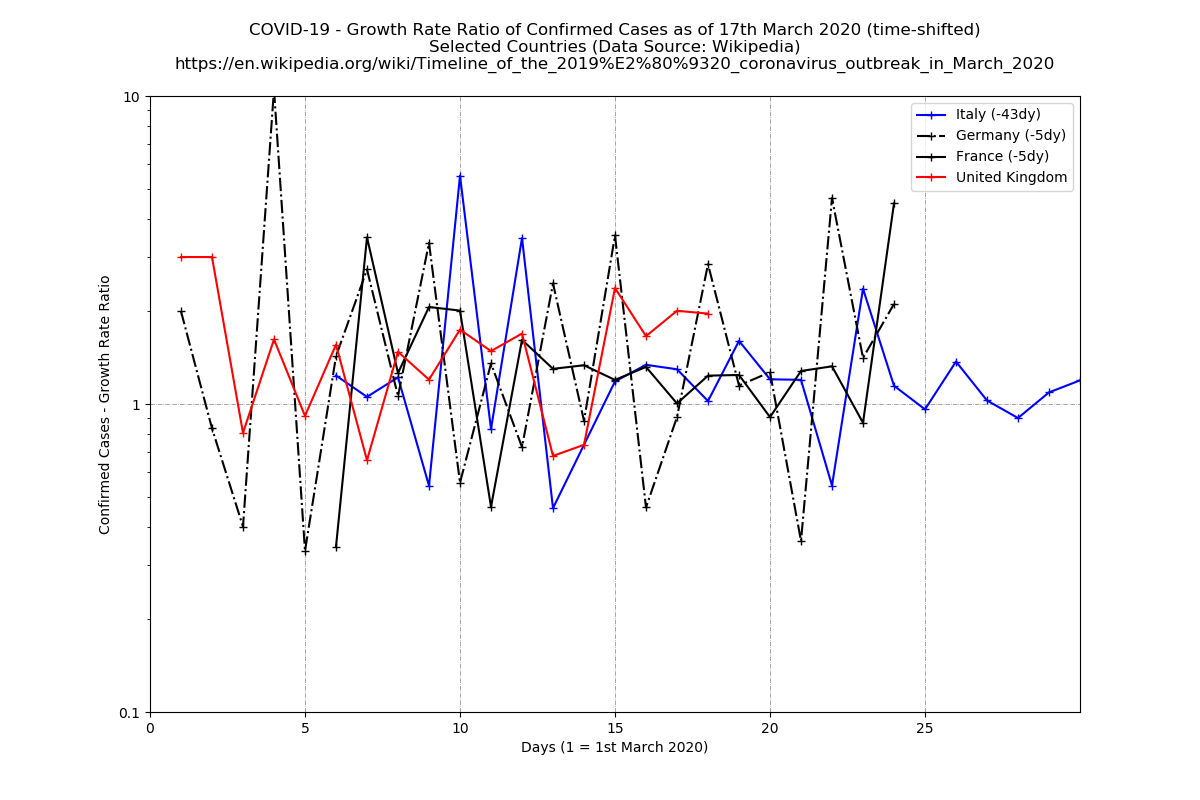 COVID-19 - Growth Rate Ratio of Confirmed Cases as of 17th March 2020 (time-shifted)
Selected Countries (Data Source: Wikipedia)
https://en.wikipedia.org/wiki/Timeline_of_the_2019%E2%80%9320_coronavirus_outbreak_in_March_2020
10
1
0.1
Confirmed Cases - Growth Rate Ratio
Italy (-43dy)
Germany (-5dy)
France (-5dy)
United Kingdom
0 5 10 15 20 25
Days (1 = 1st March 2020)